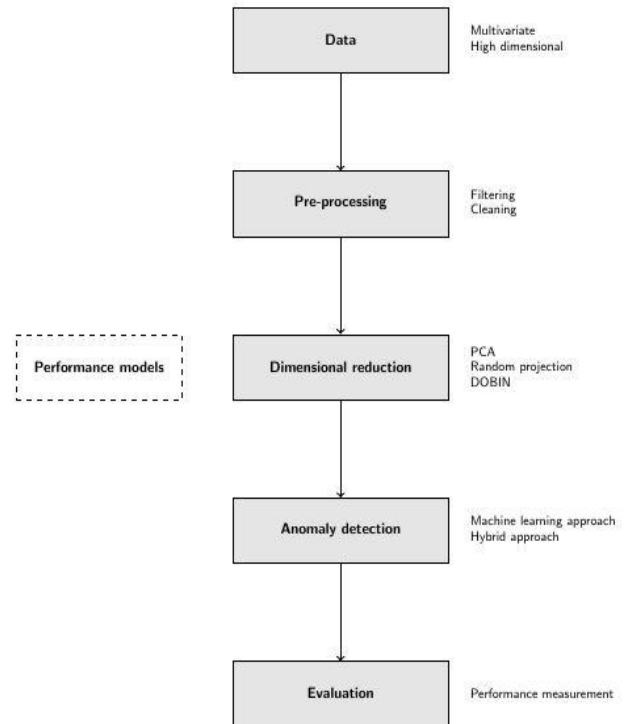 Data
Multivariate
High dimensional
Pre-processing
Filtering
Cleaning
Performance models
Dimensional reduction
PCA
Random projection
DOBIN
Anomaly detection
Machine learning approach
Hybrid approach
Evaluation
Performance measurement